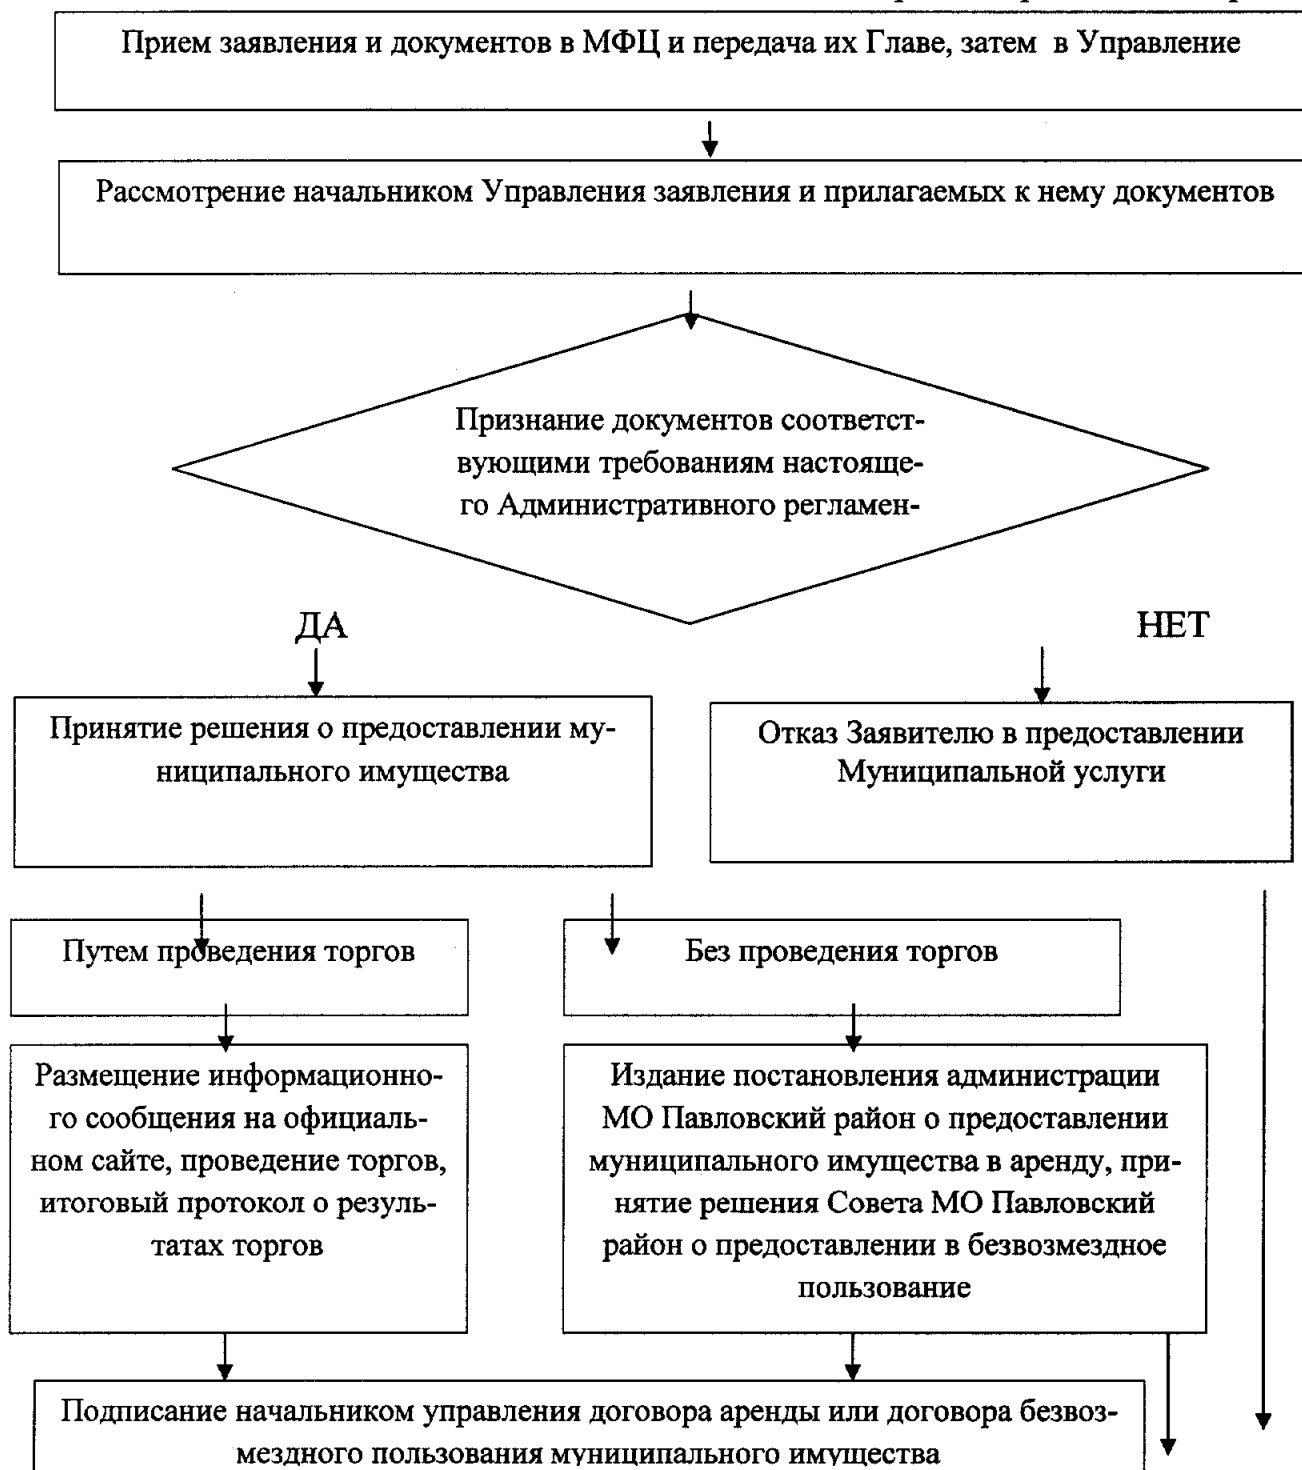 Прием заявления и документов в МФЦ и передача их Главе, затем в Управление
Рассмотрение начальником Управления заявления и прилагаемых к нему документов
Признание документов соответст-
вующими требованиям настояще-
го Административного регламен-
ДА
НЕТ
Принятие решения о предоставлении му-
ниципального имущества
Отказ Заявителю в предоставлении
Муниципальной услуги
Путем проведения торгов
Без проведения торгов
Размещение информационно-
го сообщения на официаль-
ном сайте, проведение торгов,
итоговый протокол о резуль-
татах торгов
Издание постановления администрации
МО Павловский район о предоставлении
муниципального имущества в аренду, при-
нятие решения Совета МО Павловский
район о предоставлении в безвозмездное
пользование
Подписание начальником управления договора аренды или договора безвоз-
мездного пользования муниципального имущества